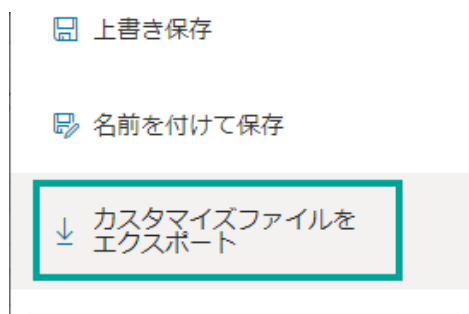 上書き保存
名前を付けて保存
カスタマイズファイルを
エクスポート